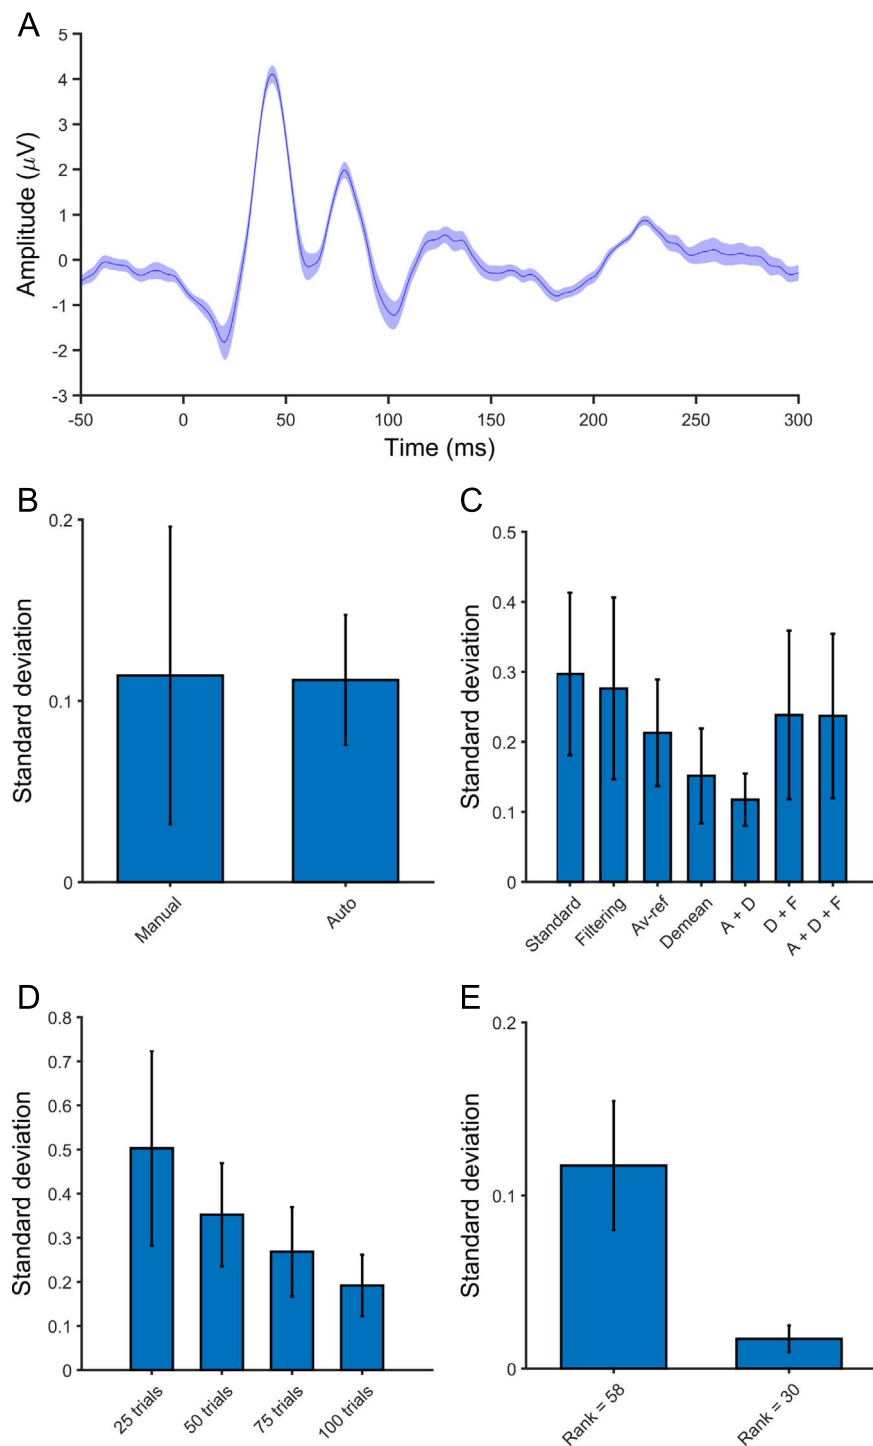 A
5
4
3
2
1
0
-1
-2
-3
Amplitude (μV)
-50 0 50 100 150 200 250 300
Time (ms)
B
0.2
0.1
0
Standard deviation
Manual Auto
C
0.5
0.4
0.3
0.2
0.1
0
Standard deviation
Standard Filtering Av-ref Demean A + D D + F A + D + F
D
0.8
0.7
0.6
0.5
0.4
0.3
0.2
0.1
0
Standard deviation
25 trials 50 trials 75 trials 100 trials
E
0.2
0.1
0
Standard deviation
Rank = 58 Rank = 30